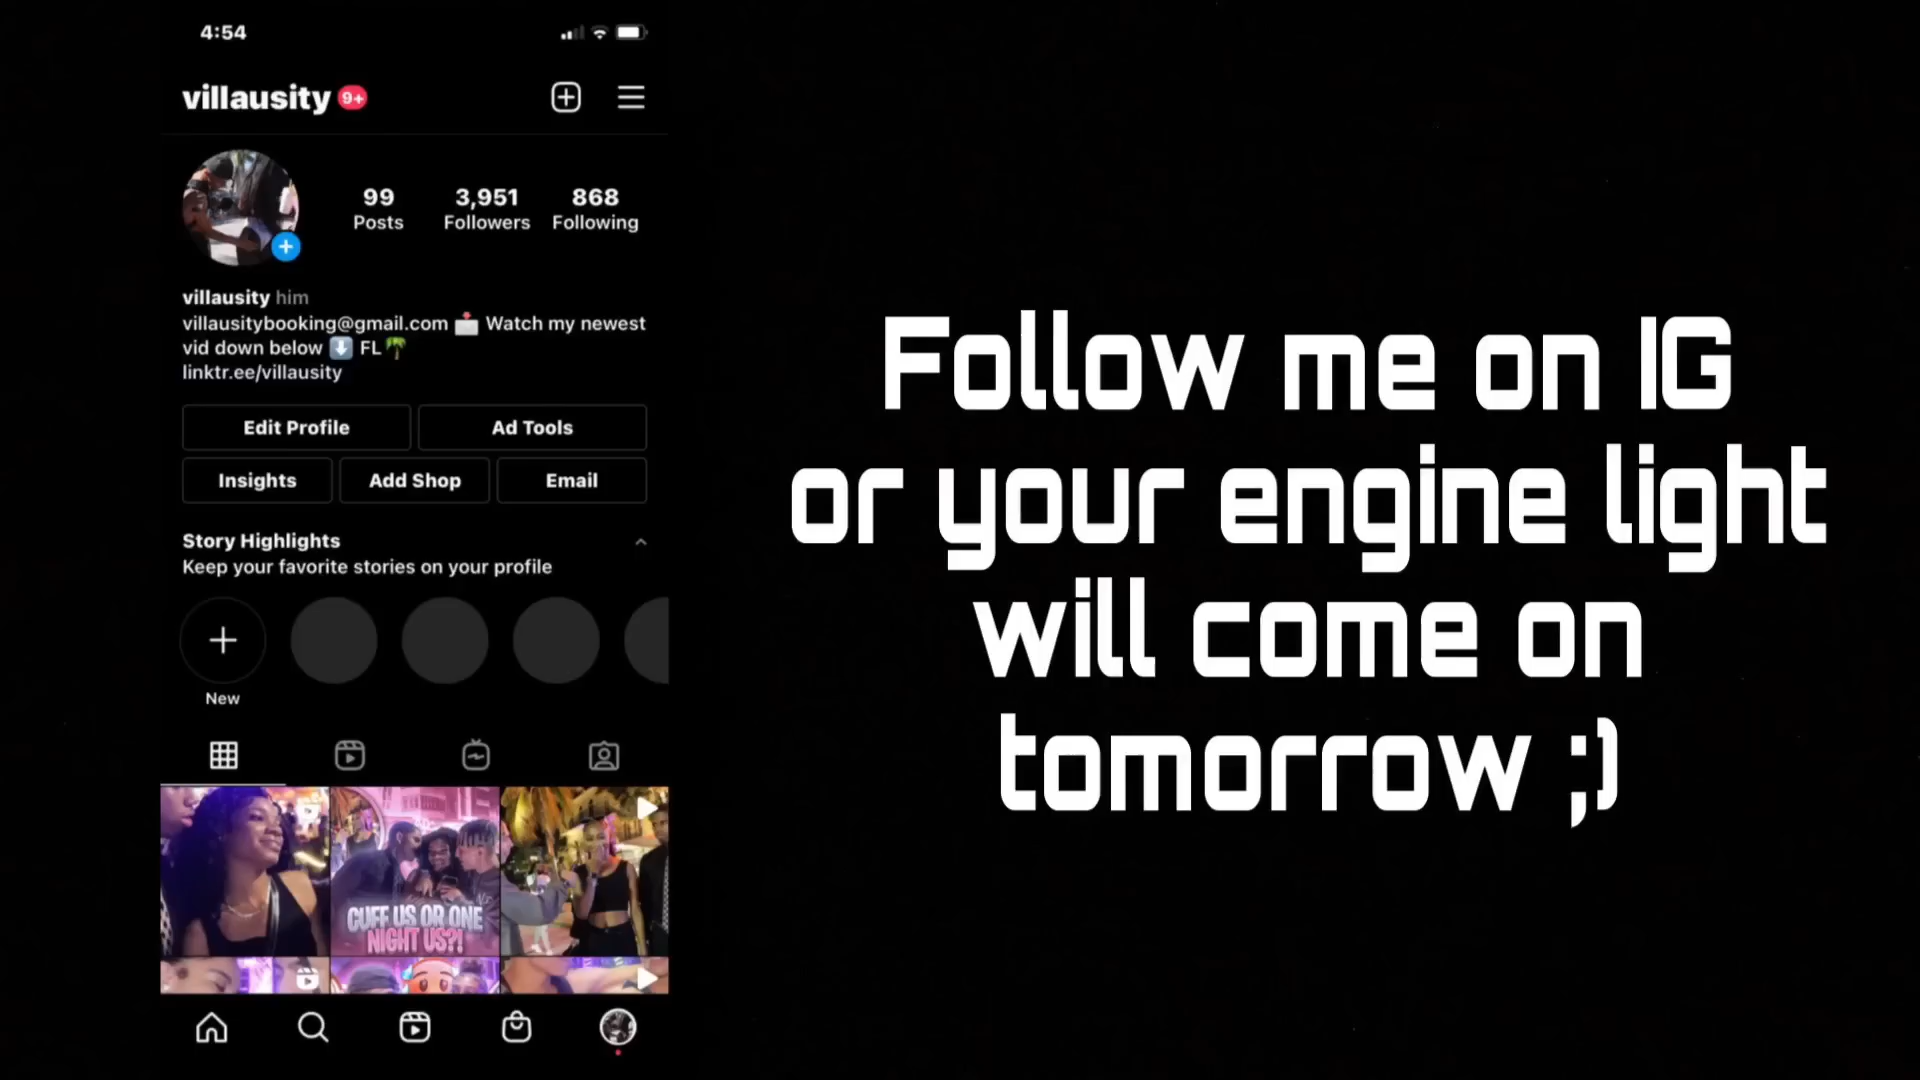 4:54
villausity 9+
99 3,951 868
Posts Followers Following
villausity him
villausitybooking@gmail.com 📩 Watch my newest
vid down below ⬇️ FL🌴
linktr.ee/villausity
Edit Profile Ad Tools
Insights Add Shop Email
Story Highlights
Keep your favorite stories on your profile
New
CUFF US OR ONE
NIGHT US?!
Follow me on IG
or your engine light
will come on
tomorrow ;)